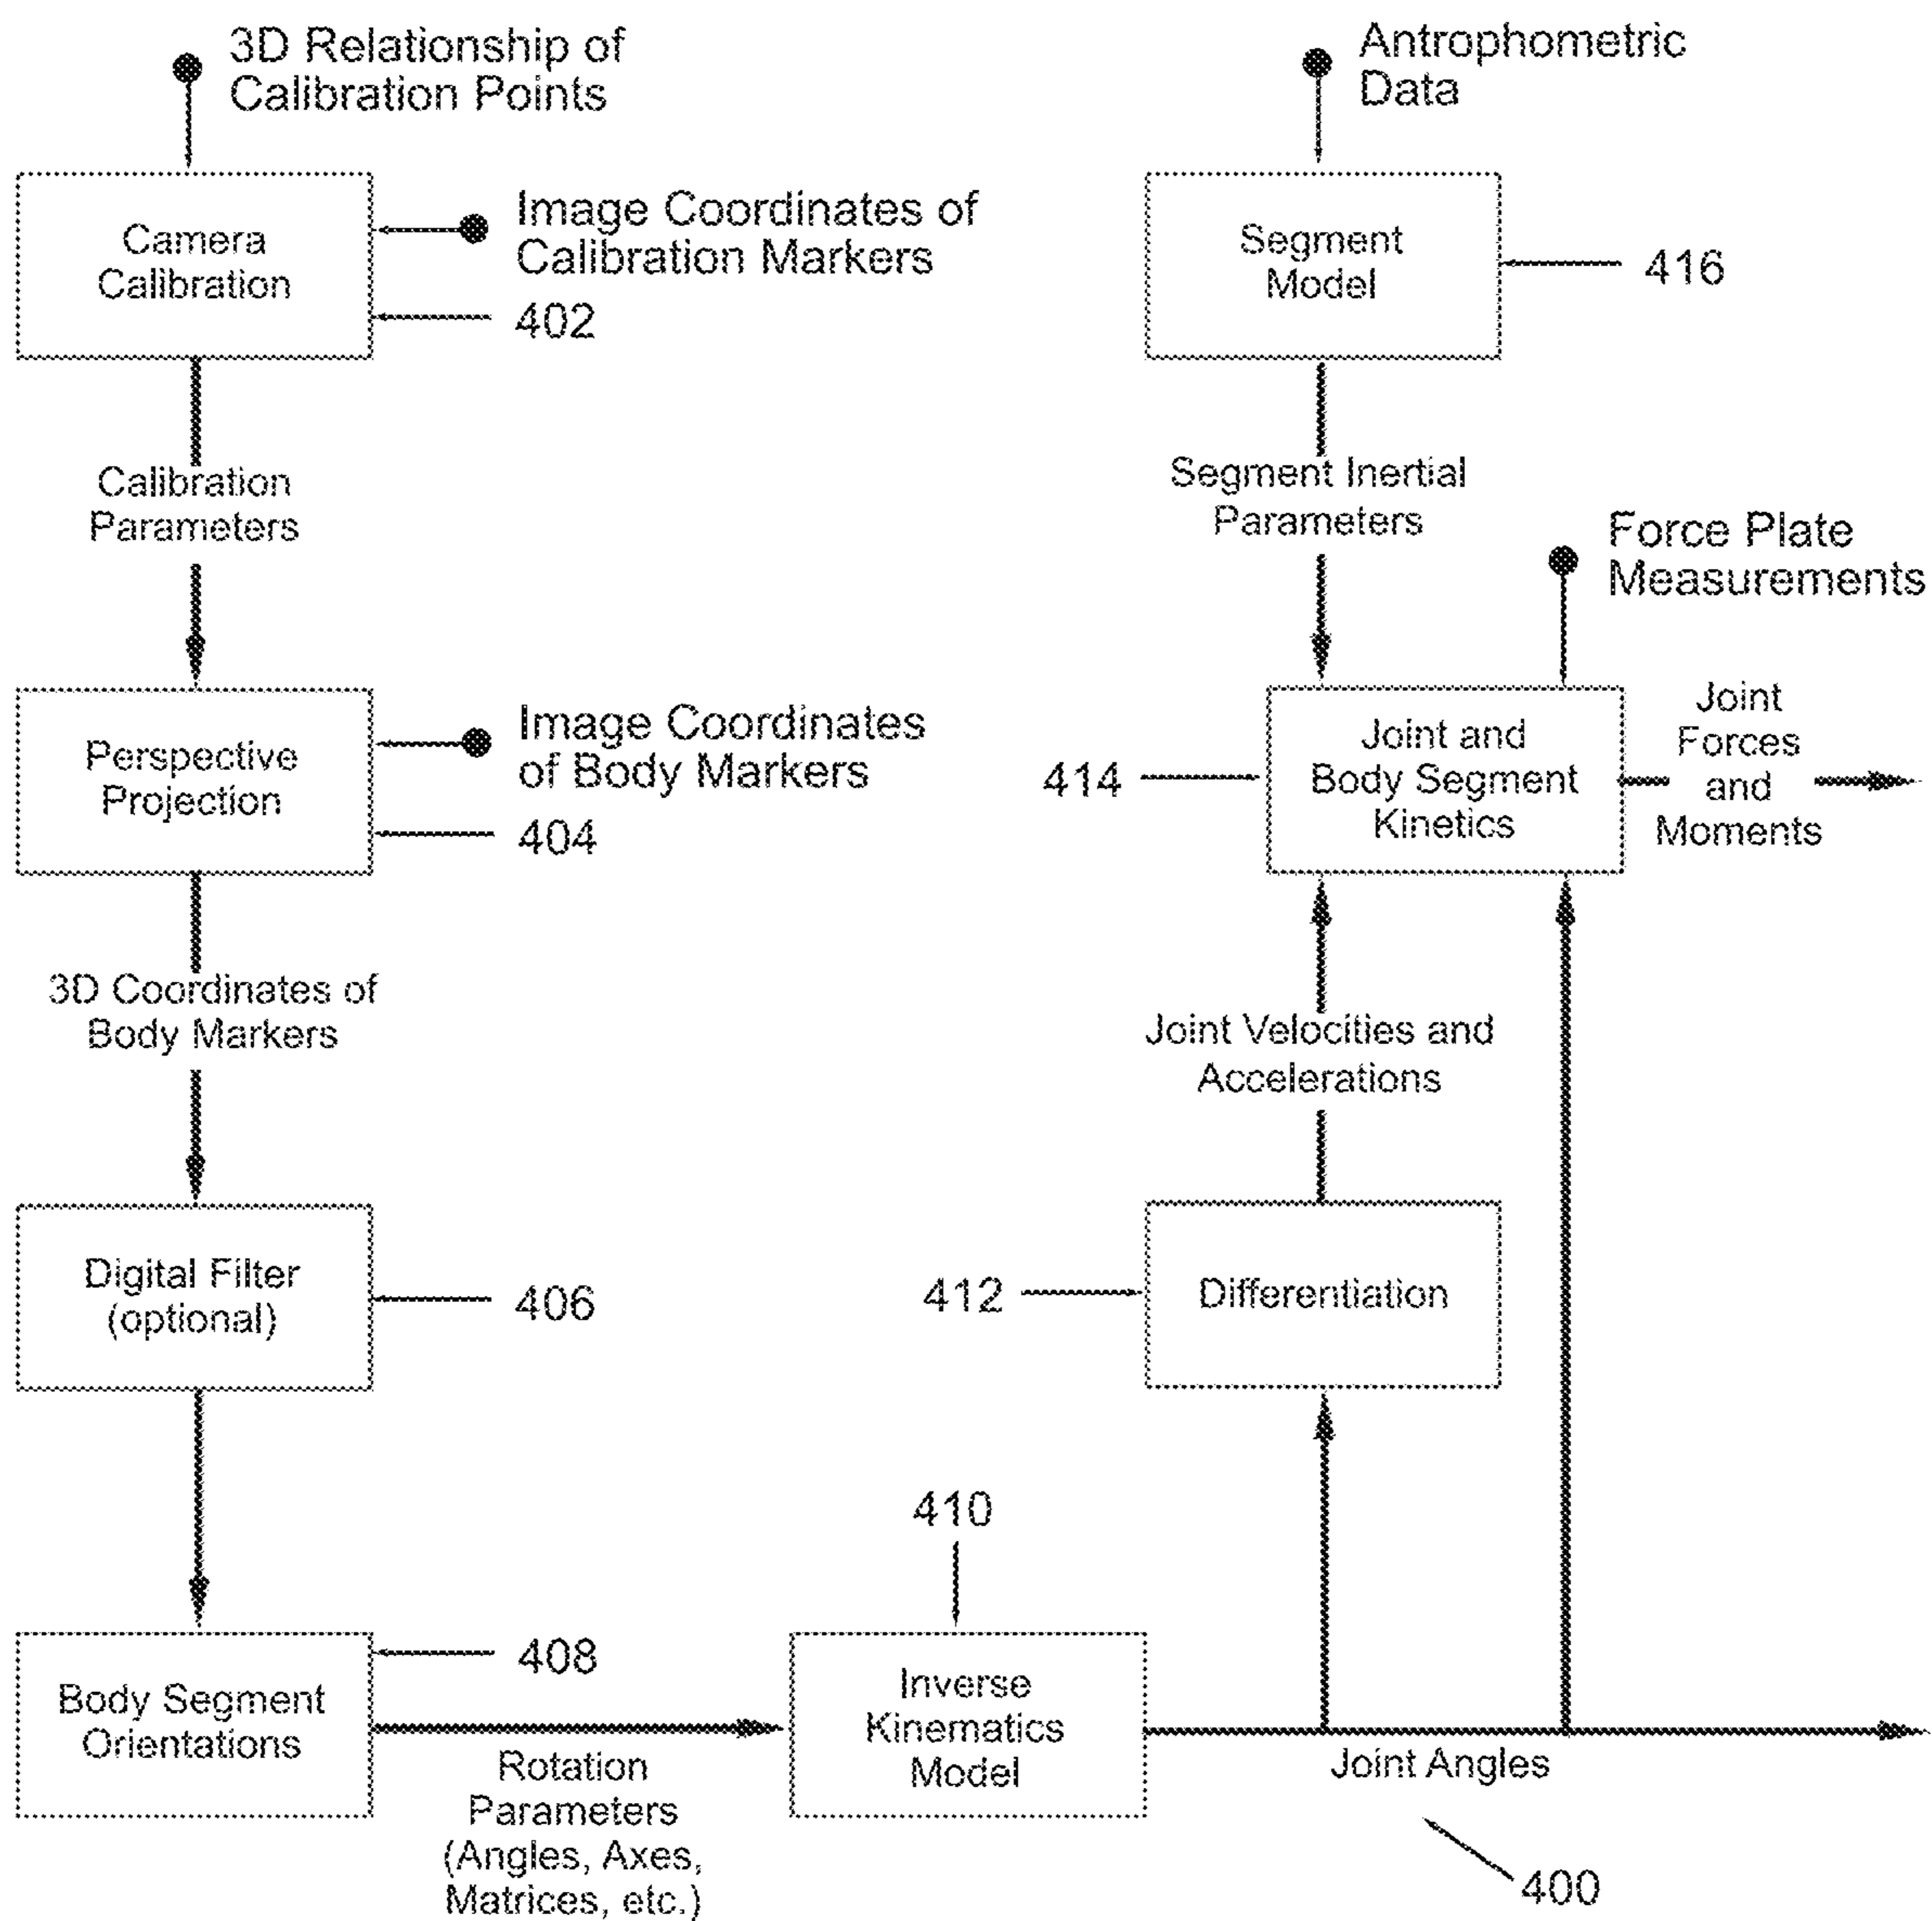 3D Relationship of
Calibration Points
Camera
Calibration
Image Coordinates of
Calibration Markers
402
Calibration
Parameters
Perspective
Projection
Image Coordinates
of Body Markers
404
3D Coordinates of
Body Markers
Digital Filter
(optional)
406
Body Segment
Orientations
408
Rotation
Parameters
(Angles, Axes,
Matrices, etc.)
410
Inverse
Kinematics
Model
Joint Angles
400
412
Differentiation
Joint Velocities and
Accelerations
414
Joint and
Body Segment
Kinetics
Joint
Forces
and
Moments
Force Plate
Measurements
Segment Inertial
Parameters
Segment
Model
416
Antrophometric
Data